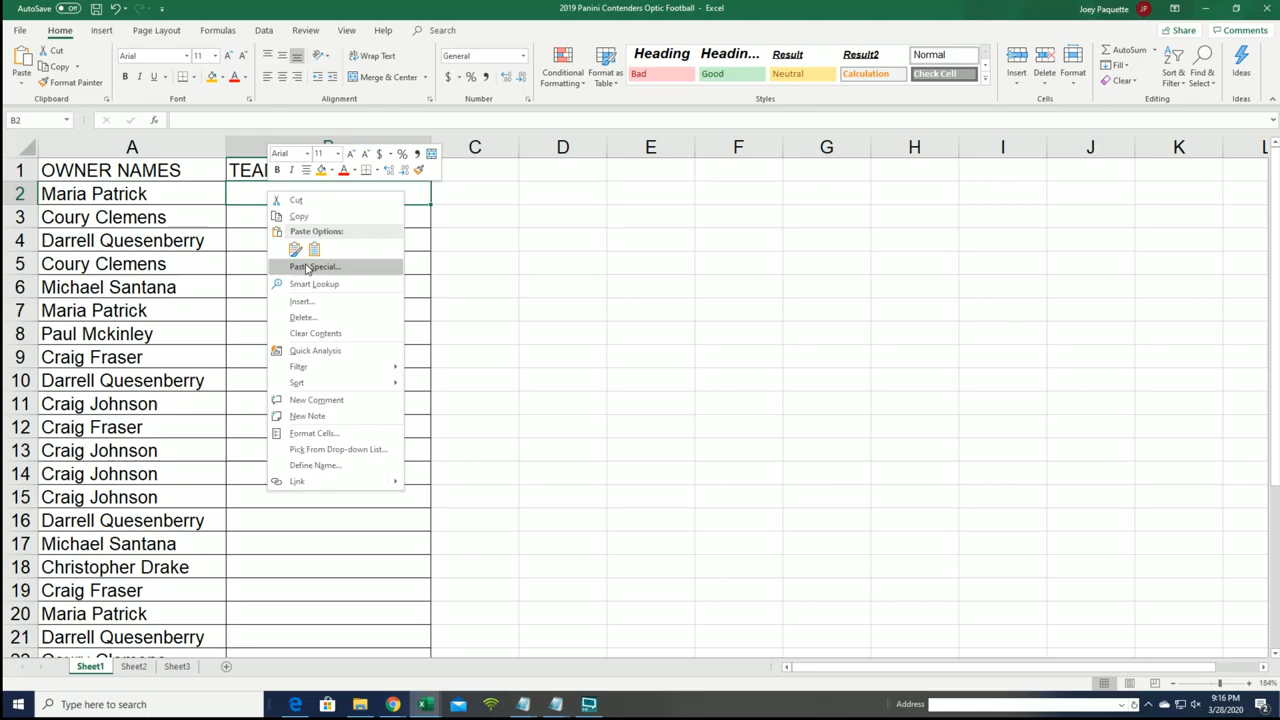 AutoSave Off 2019 Panini Contenders Optic Football - Excel Joey Paquette JP
File Home Insert Page Layout Formulas Data Review View Help Search Share Comments
Cut
Copy
Paste Format Painter
Arial 11
B I U
Wrap Text
Merge & Center
General
$ % ,
Conditional Formatting
Format as Table
Heading Headin... Result Result2 Normal
Bad Good Neutral Calculation Check Cell
Insert Delete Format
AutoSum
Fill
Clear
Sort & Filter
Find & Select
Ideas
Clipboard Font Alignment Number Styles Cells Editing Ideas
B2 fx
A C D E F G H I J K L
Arial 11 $ % ,
B I A
1 OWNER NAMES
2 Maria Patrick
3 Coury Clemens
4 Darrell Quesenberry
5 Coury Clemens
6 Michael Santana
7 Maria Patrick
8 Paul Mckinley
9 Craig Fraser
10 Darrell Quesenberry
11 Craig Johnson
12 Craig Fraser
13 Craig Johnson
14 Craig Johnson
15 Craig Johnson
16 Darrell Quesenberry
17 Michael Santana
18 Christopher Drake
19 Craig Fraser
20 Maria Patrick
21 Darrell Quesenberry
Cut
Copy
Paste Options:
Paste Special...
Smart Lookup
Insert...
Delete...
Clear Contents
Quick Analysis
Filter
Sort
New Comment
New Note
Format Cells...
Pick From Drop-down List...
Define Name...
Link
Sheet1 Sheet2 Sheet3
184%
Type here to search
Address
9:16 PM
3/28/2020